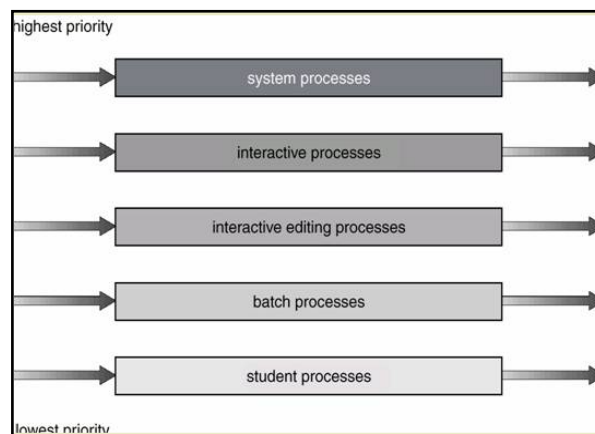 highest priority
system processes
interactive processes
interactive editing processes
batch processes
student processes
lowest priority